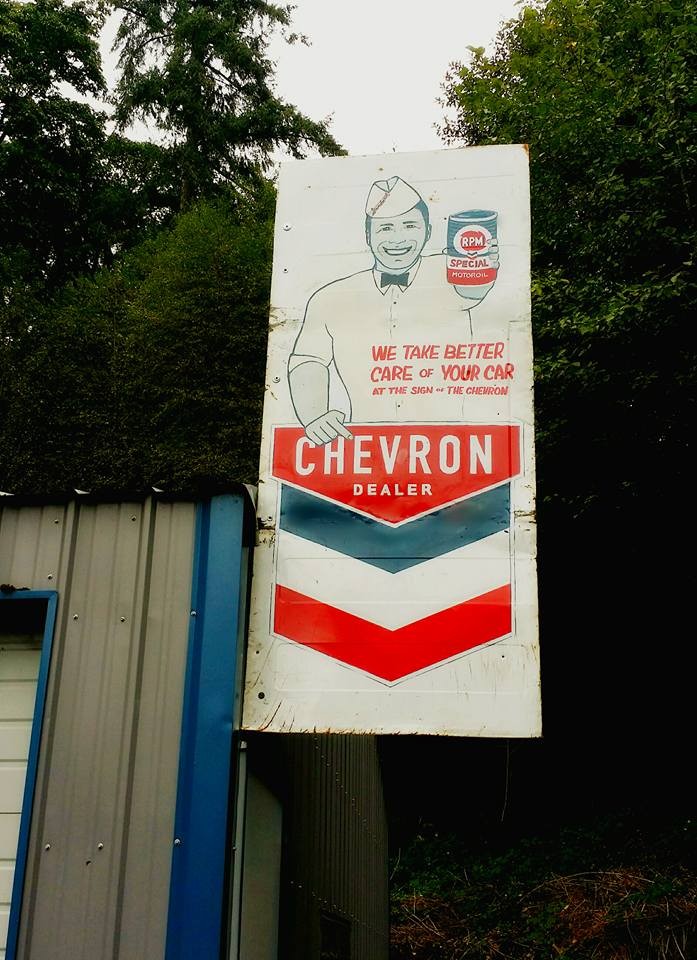 RPM
SPECIAL
MOTOR OIL
WE TAKE BETTER
CARE OF YOUR CAR
AT THE SIGN OF THE CHEVRON
CHEVRON
DEALER